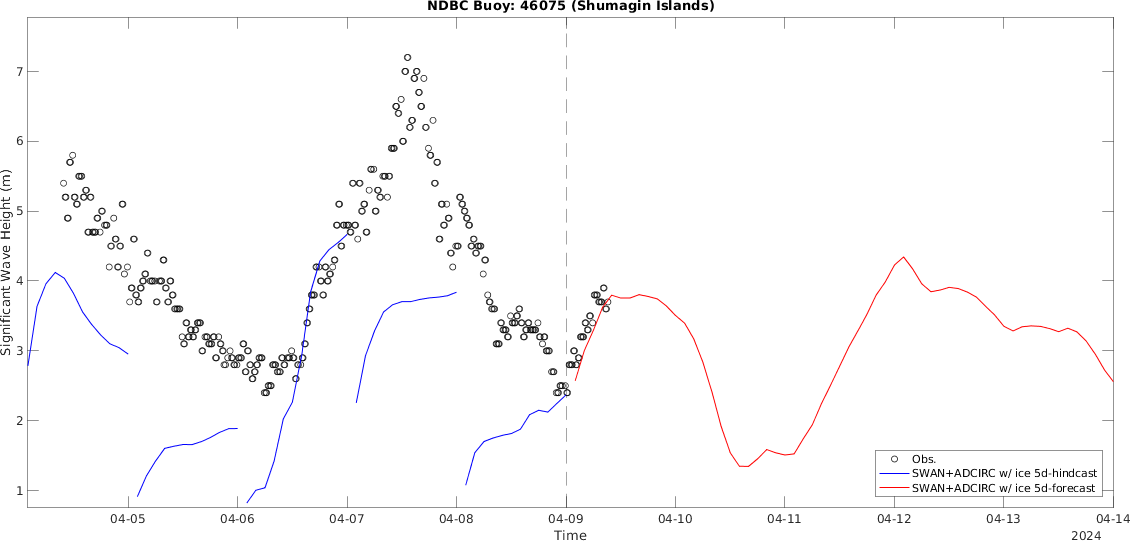 NDBC Buoy: 46075 (Shumagin Islands)
Significant Wave Height (m)
7
6
5
4
3
2
1
Obs.
SWAN+ADCIRC w/ ice 5d-hindcast
SWAN+ADCIRC w/ ice 5d-forecast
04-05 04-06 04-07 04-08 04-09 04-10 04-11 04-12 04-13 04-14
Time
2024